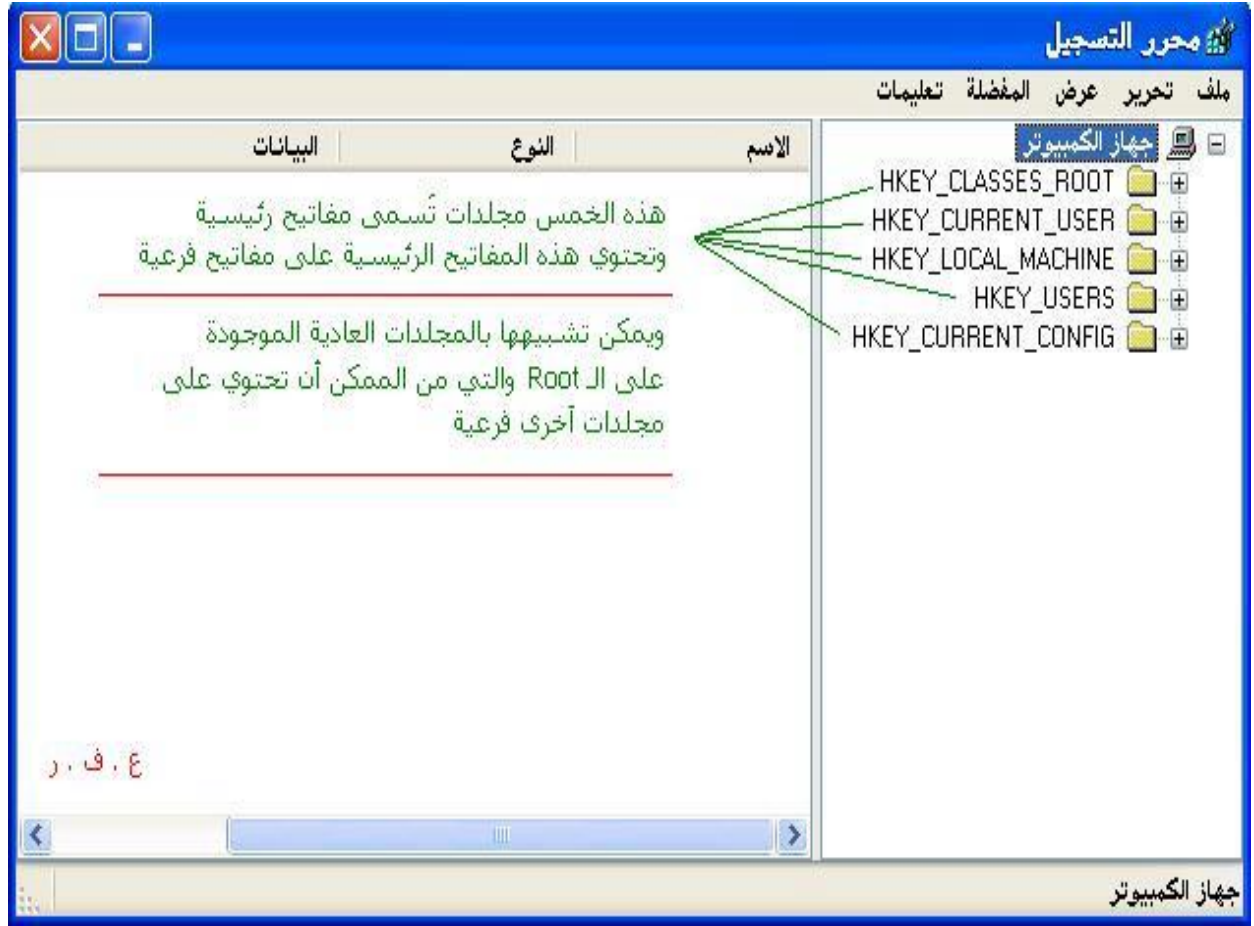 محرر التسجيل
ملف تحرير عرض المفضلة تعليمات
جهاز الكمبيوتر
HKEY_CLASSES_ROOT
HKEY_CURRENT_USER
HKEY_LOCAL_MACHINE
HKEY_USERS
HKEY_CURRENT_CONFIG
الاسم النوع البيانات
هذه الخمس مجلدات تُسمى مفاتيح رئيسية
وتحتوي هذه المفاتيح الرئيسية على مفاتيح فرعية
ويمكن تشبيهها بالمجلدات العادية الموجودة
على الـ Root والتي من الممكن أن تحتوي على
مجلدات أخرى فرعية
ع . ف . ر
جهاز الكمبيوتر